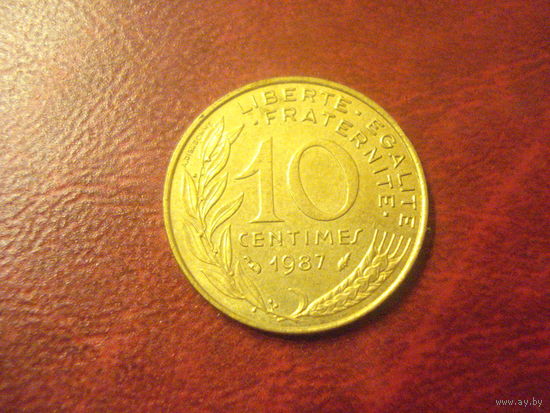 LIBERTE · EGALITE
· FRATERNITE ·
10
CENTIMES
1987
www.ay.by